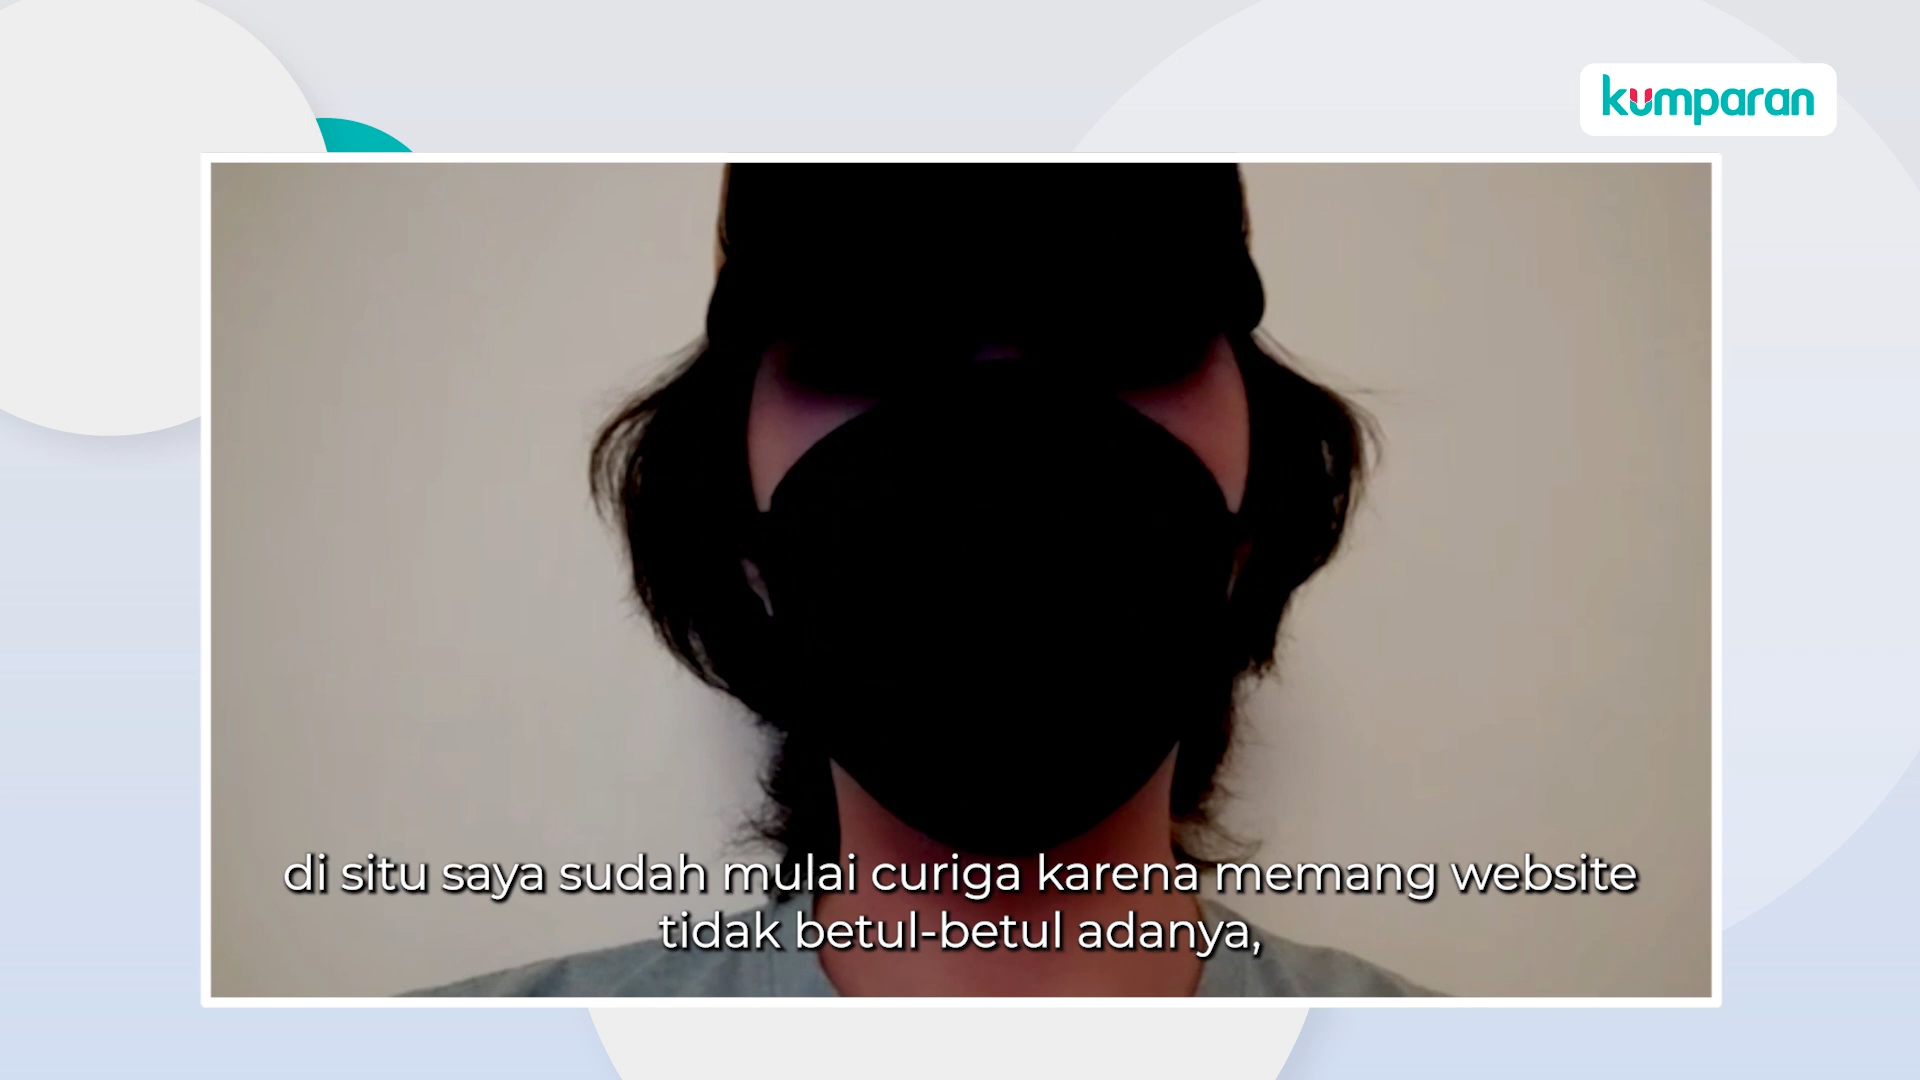 kumparan
di situ saya sudah mulai curiga karena memang website
tidak betul-betul adanya,